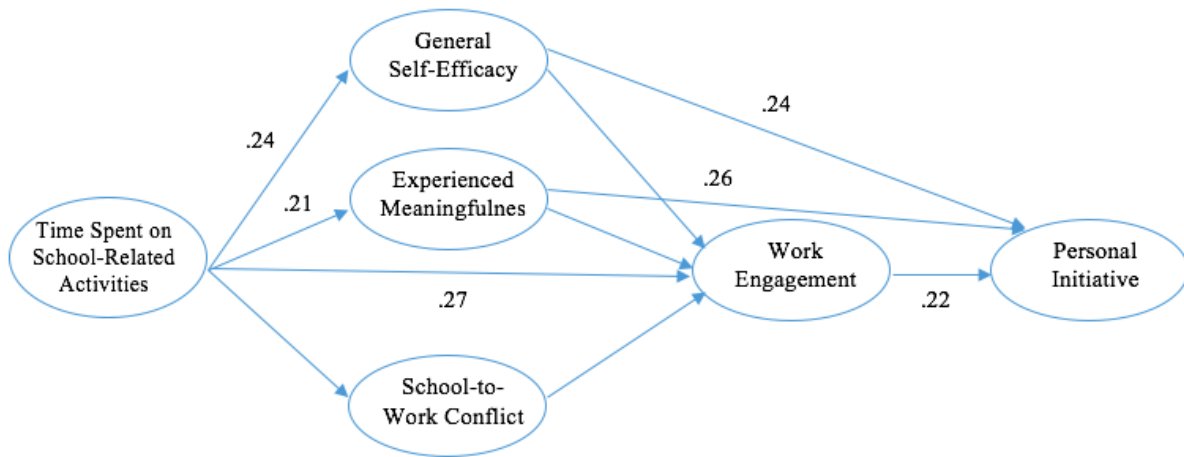 General
Self-Efficacy
.24
.24
Experienced
Meaningfulnes
.26
.21
Time Spent on
School-Related
Activities
Work
Engagement
Personal
Initiative
.27
.22
School-to-
Work Conflict